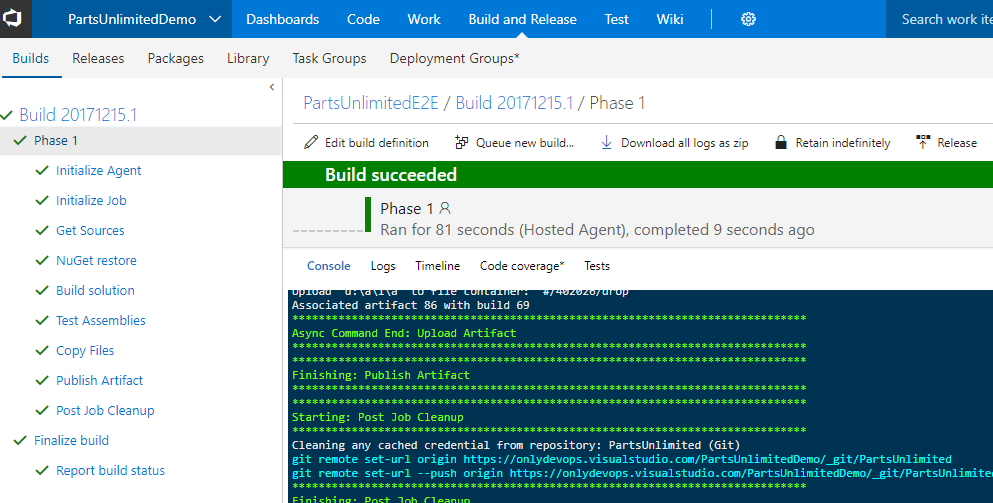 PartsUnlimitedDemo Dashboards Code Work Build and Release Test Wiki Search work ite
Builds Releases Packages Library Task Groups Deployment Groups*
Build 20171215.1
Phase 1
Initialize Agent
Initialize Job
Get Sources
NuGet restore
Build solution
Test Assemblies
Copy Files
Publish Artifact
Post Job Cleanup
Finalize build
Report build status
PartsUnlimitedE2E / Build 20171215.1 / Phase 1
Edit build definition Queue new build... Download all logs as zip Retain indefinitely Release
Build succeeded
Phase 1
Ran for 81 seconds (Hosted Agent), completed 9 seconds ago
Console Logs Timeline Code coverage* Tests
Upload 'd:\a\1\a' to file container: '#/402026/drop'
Associated artifact 86 with build 69
******************************************************************************
Async Command End: Upload Artifact
******************************************************************************
******************************************************************************
Finishing: Publish Artifact
******************************************************************************
******************************************************************************
Starting: Post Job Cleanup
******************************************************************************
Cleaning any cached credential from repository: PartsUnlimited (Git)
git remote set-url origin https://onlydevops.visualstudio.com/PartsUnlimitedDemo/_git/PartsUnlimited
git remote set-url --push origin https://onlydevops.visualstudio.com/PartsUnlimitedDemo/_git/PartsUnlimite
******************************************************************************
Finishing: Post Job Cleanup